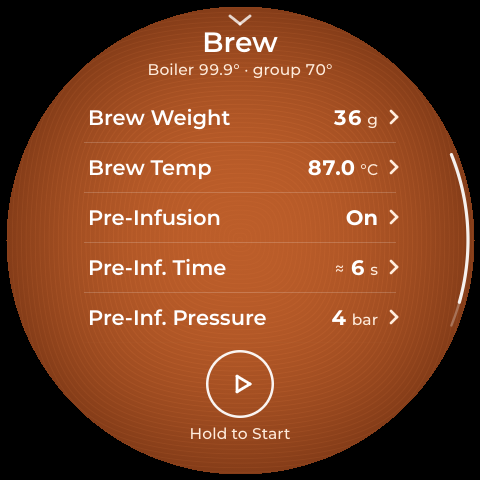 Brew
Boiler 99.9° · group 70°
Brew Weight 36 g
Brew Temp 87.0 °C
Pre-Infusion On
Pre-Inf. Time ≈ 6 s
Pre-Inf. Pressure 4 bar
Hold to Start